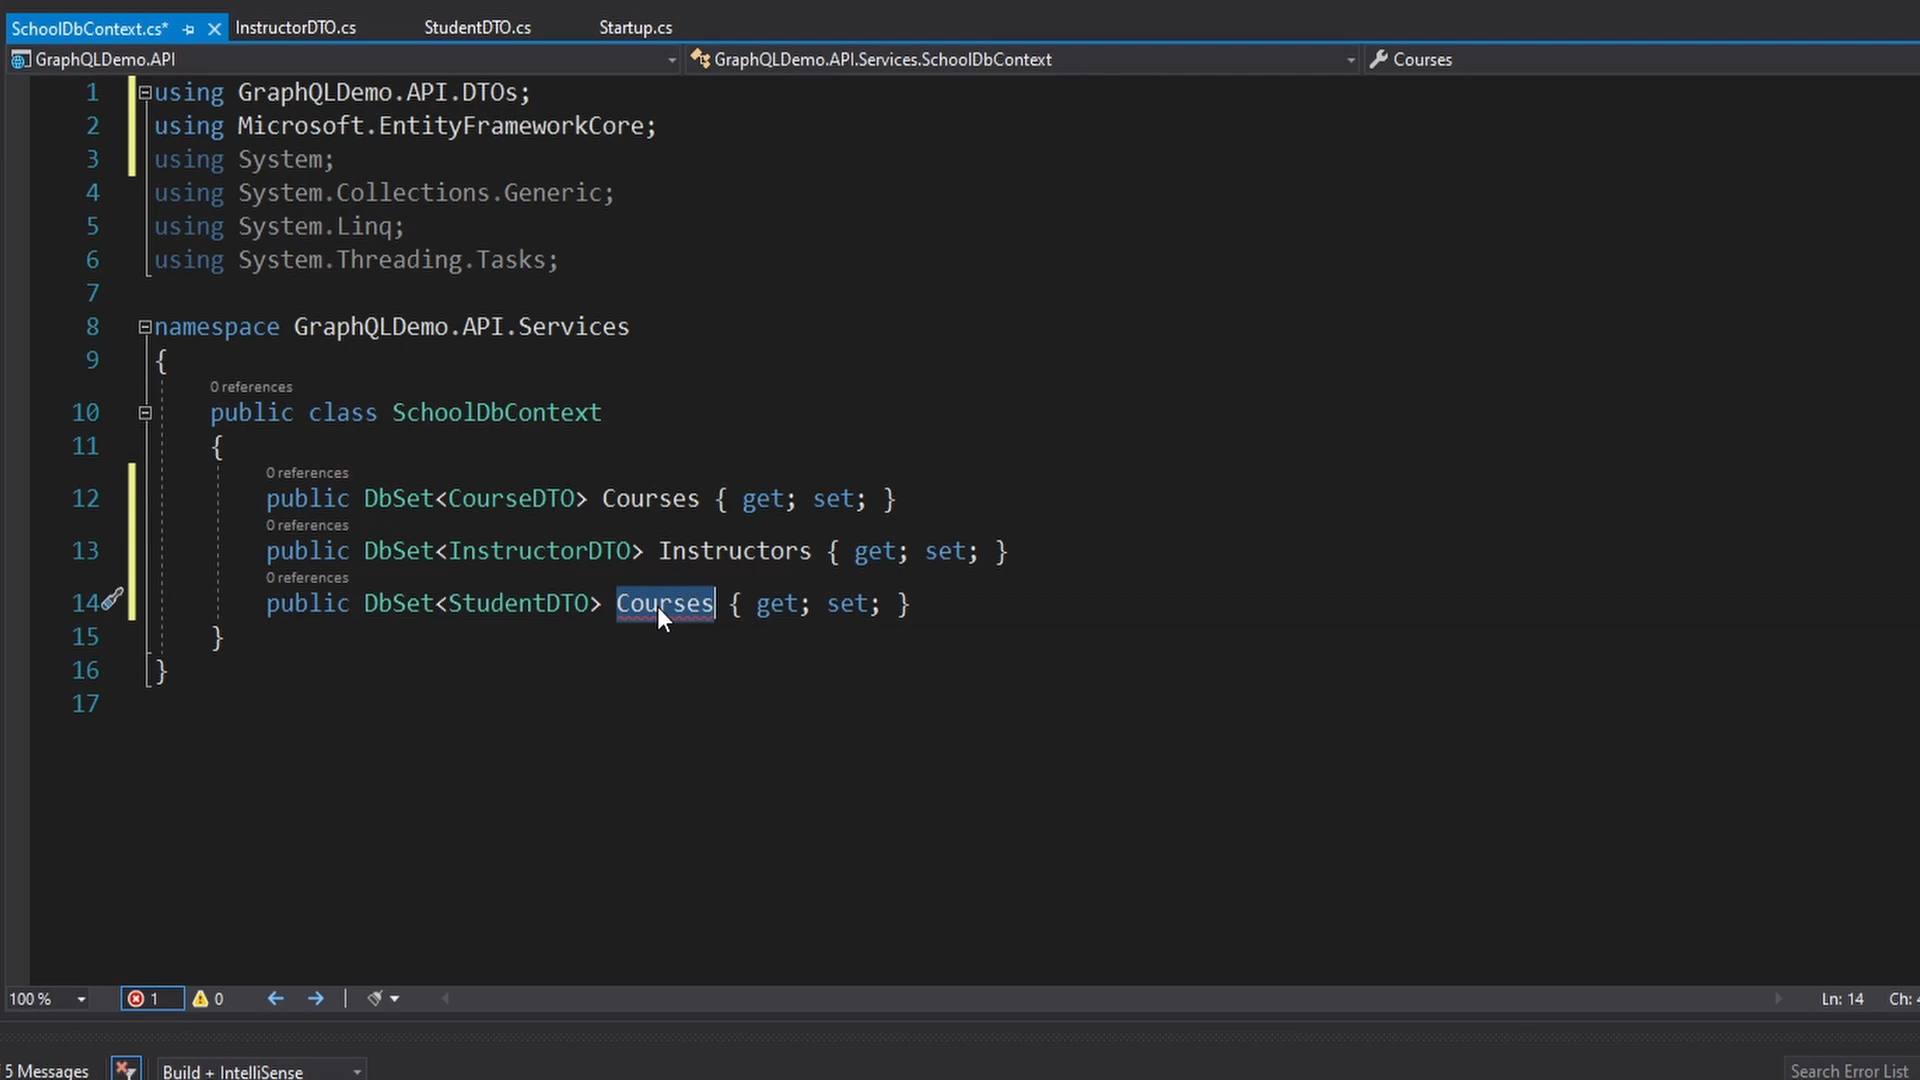 SchoolDbContext.cs* InstructorDTO.cs StudentDTO.cs Startup.cs
GraphQLDemo.API GraphQLDemo.API.Services.SchoolDbContext Courses
1 using GraphQLDemo.API.DTOs;
2 using Microsoft.EntityFrameworkCore;
3 using System;
4 using System.Collections.Generic;
5 using System.Linq;
6 using System.Threading.Tasks;
7
8 namespace GraphQLDemo.API.Services
9 {
0 references
10 public class SchoolDbContext
11 {
0 references
12 public DbSet<CourseDTO> Courses { get; set; }
0 references
13 public DbSet<InstructorDTO> Instructors { get; set; }
0 references
14 public DbSet<StudentDTO> Courses { get; set; }
15 }
16 }
17
100 % 1 0 Ln: 14 Ch:
5 Messages Build + IntelliSense Search Error List